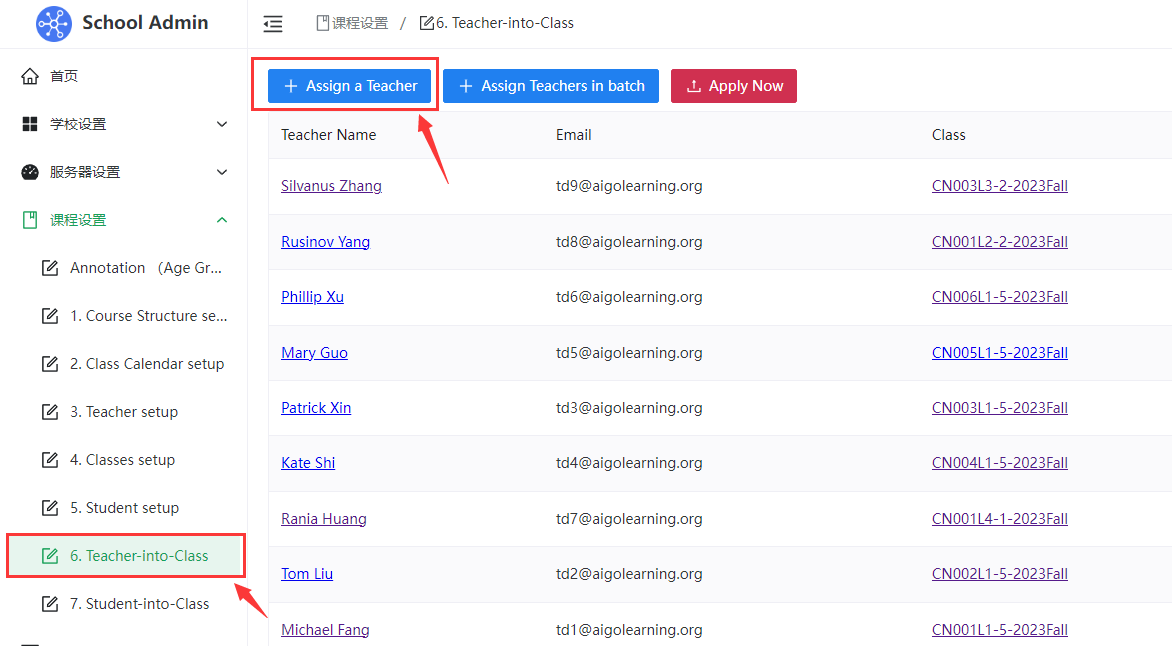 School Admin
课程设置 / 6. Teacher-into-Class
首页
学校设置
服务器设置
课程设置
Annotation （Age Gr...
1. Course Structure se...
2. Class Calendar setup
3. Teacher setup
4. Classes setup
5. Student setup
6. Teacher-into-Class
7. Student-into-Class
+ Assign a Teacher + Assign Teachers in batch Apply Now
Teacher Name Email Class
Silvanus Zhang td9@aigolearning.org CN003L3-2-2023Fall
Rusinov Yang td8@aigolearning.org CN001L2-2-2023Fall
Phillip Xu td6@aigolearning.org CN006L1-5-2023Fall
Mary Guo td5@aigolearning.org CN005L1-5-2023Fall
Patrick Xin td3@aigolearning.org CN003L1-5-2023Fall
Kate Shi td4@aigolearning.org CN004L1-5-2023Fall
Rania Huang td7@aigolearning.org CN001L4-1-2023Fall
Tom Liu td2@aigolearning.org CN002L1-5-2023Fall
Michael Fang td1@aigolearning.org CN001L1-5-2023Fall